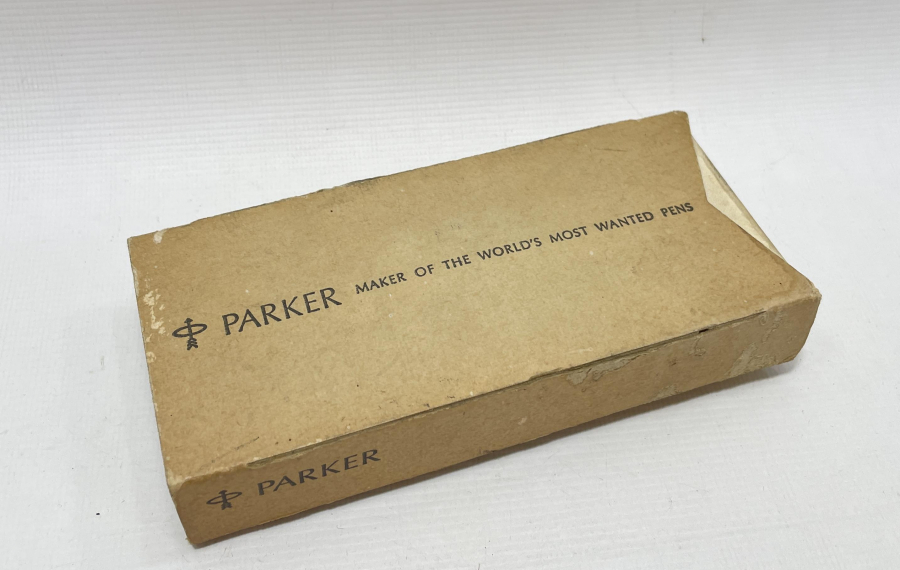 PARKER MAKER OF THE WORLD'S MOST WANTED PENS
PARKER